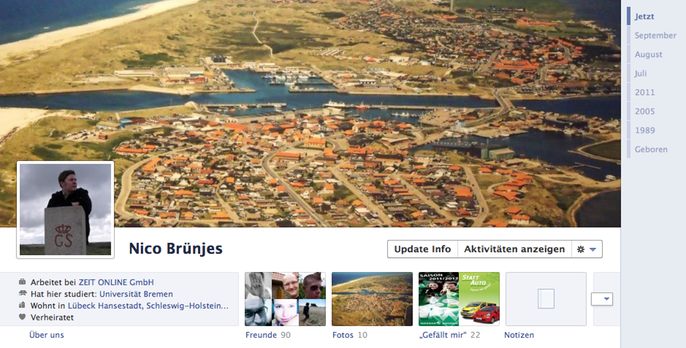 Jetzt
September
August
Juli
2011
2005
1989
Geboren
GS
Nico Brünjes
Update Info
Aktivitäten anzeigen
Arbeitet bei ZEIT ONLINE GmbH
Hat hier studiert: Universität Bremen
Wohnt in Lübeck Hansestadt, Schleswig-Holstein...
Verheiratet
SAISON
2011/2012
STATT
AUTO
Über uns
Freunde 90
Fotos 10
„Gefällt mir" 22
Notizen